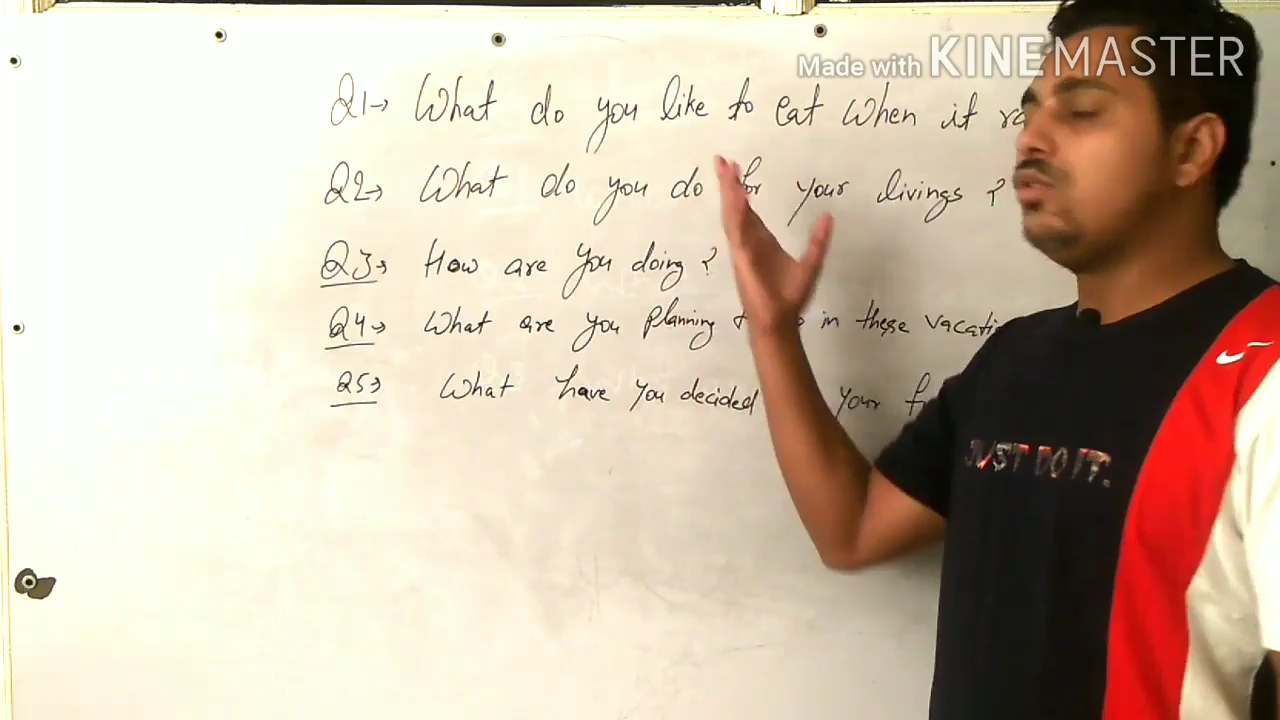 Made with KINEMASTER
Q1→ What do you like to eat when it
Q2→ What do you do for your livings ?
Q3→ How are you doing ?
Q4→ What are you planning in these
Q5→ What have you decided your
JUST DO IT.